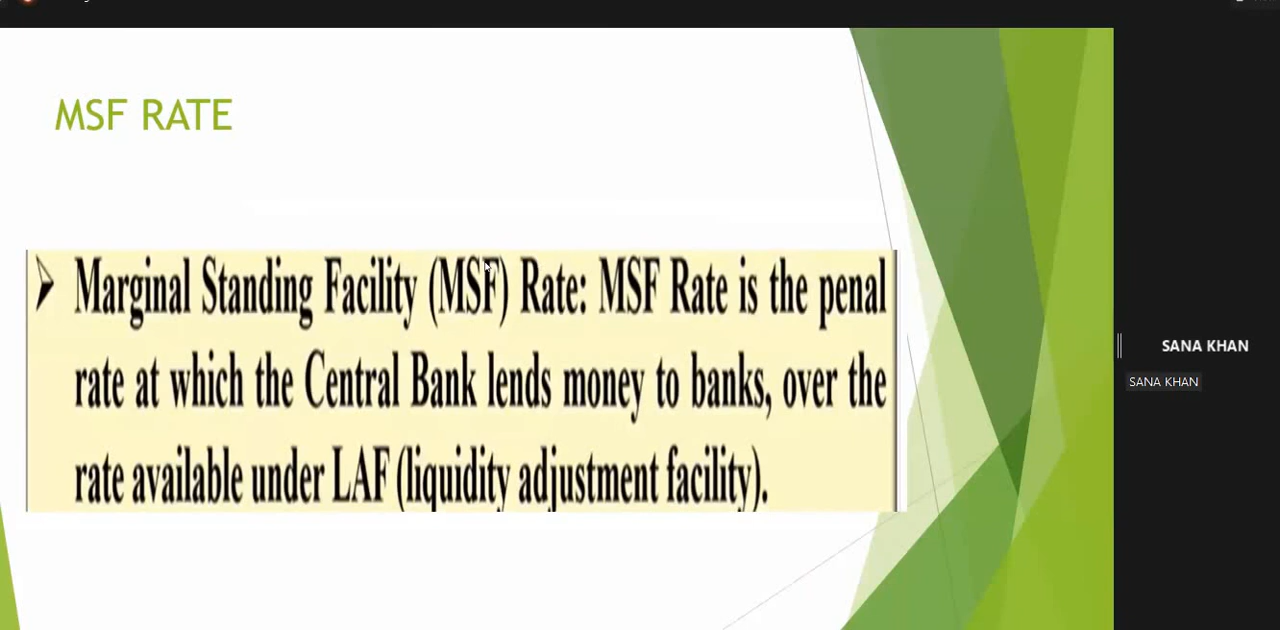 MSF RATE
Marginal Standing Facility (MSF) Rate: MSF Rate is the penal
rate at which the Central Bank lends money to banks, over the
rate available under LAF (liquidity adjustment facility).
SANA KHAN
SANA KHAN